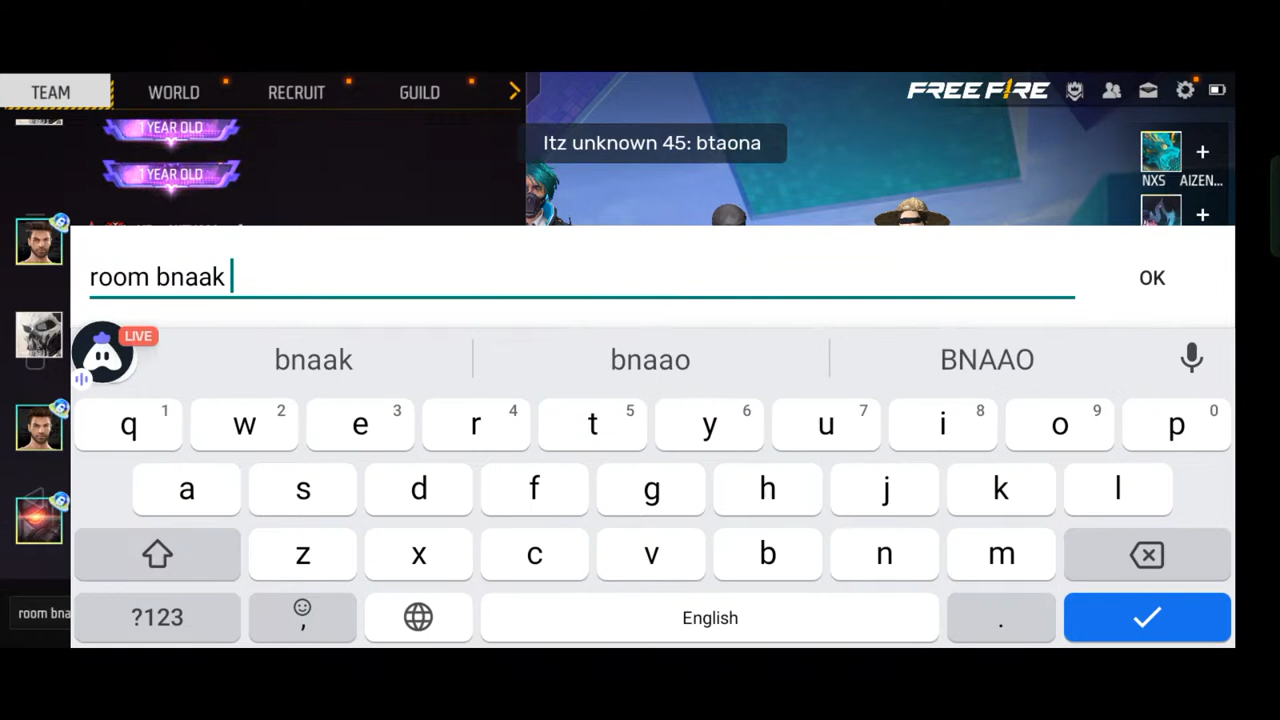 TEAM WORLD RECRUIT GUILD
FREE FIRE
1 YEAR OLD
Itz unknown 45: btaona
1 YEAR OLD
NXS AIZEN...
room bnaak
OK
LIVE
bnaak bnaao BNAAO
q 1 w 2 e 3 r 4 t 5 y 6 u 7 i 8 o 9 p 0
a s d f g h j k l
z x c v b n m
room bna
?123 , English .